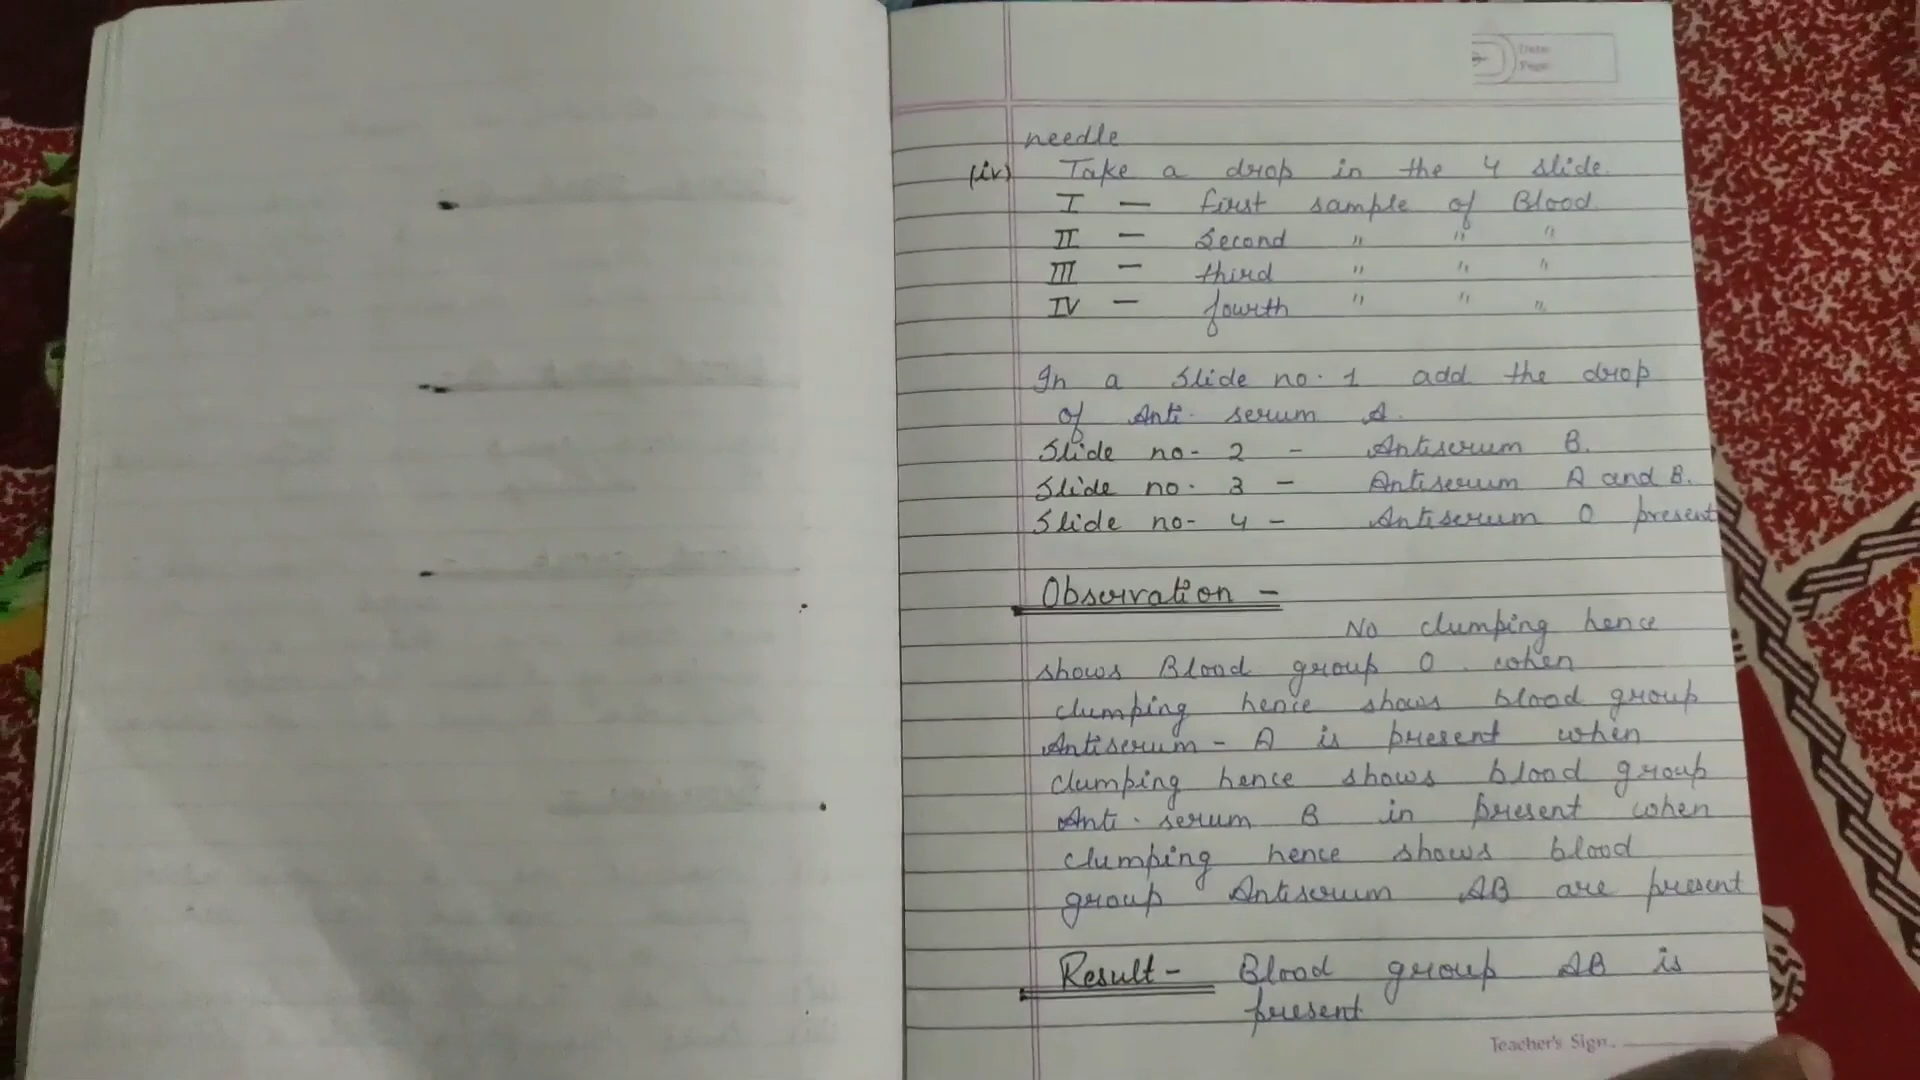 Date
Page
needle
(iv) Take a drop in the 4 slide.
I — first sample of Blood.
II — Second " " "
III — third " " "
IV — fourth " " "
In a Slide no. 1 add the drop
of Anti- serum A.
Slide no- 2 - Antiserum B.
Slide no. 3 - Antiserum A and B.
Slide no- 4 - Antiserum O present
Observation -
No clumping hence
shows Blood group O. when
clumping hence shows blood group
Antiserum - A is present when
clumping hence shows blood group
Anti - serum B in present when
clumping hence shows blood
group Antiserum AB are present
Result - Blood group AB is
present
Teacher's Sign.